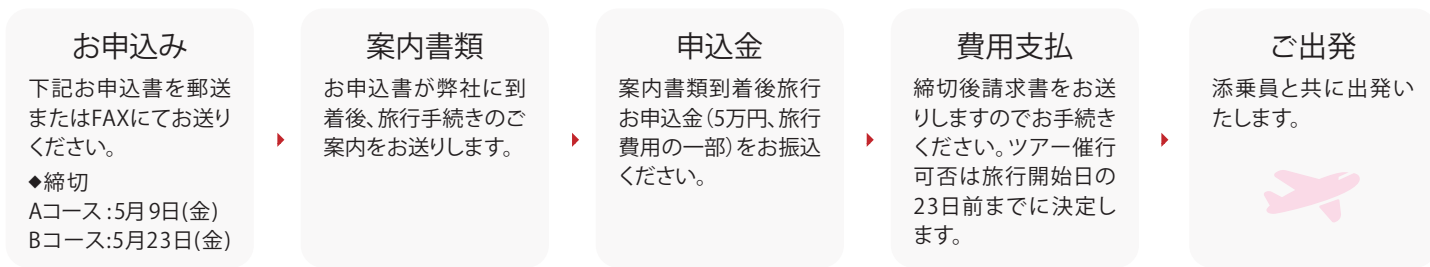 お申込み
下記お申込書を郵送
またはFAXにてお送り
ください。
◆締切
Aコース:5月9日(金)
Bコース:5月23日(金)
案内書類
お申込書が弊社に到
着後、旅行手続きのご
案内をお送りします。
申込金
案内書類到着後旅行
お申込金(5万円、旅行
費用の一部)をお振込
ください。
費用支払
締切後請求書をお送
りしますのでお手続き
ください。ツアー催行
可否は旅行開始日の
23日前までに決定し
ます。
ご出発
添乗員と共に出発い
たします。